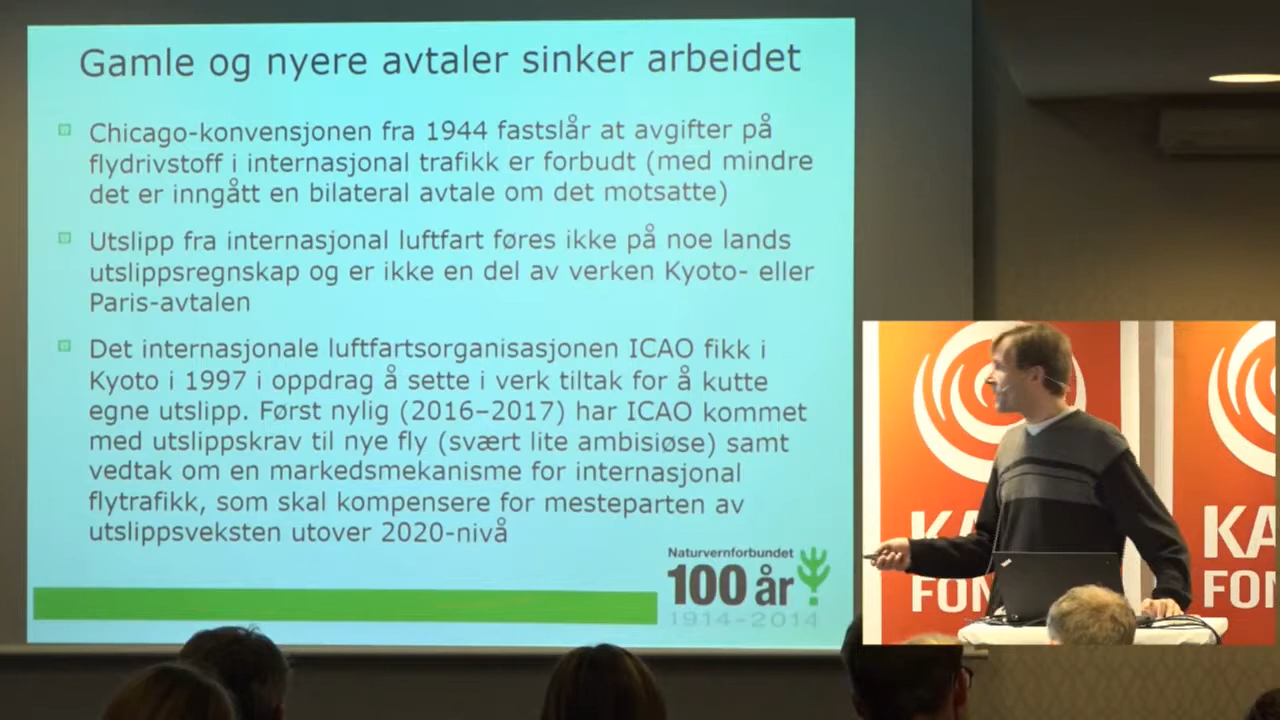 Gamle og nyere avtaler sinker arbeidet
Chicago-konvensjonen fra 1944 fastslår at avgifter på
flydrivstoff i internasjonal trafikk er forbudt (med mindre
det er inngått en bilateral avtale om det motsatte)
Utslipp fra internasjonal luftfart føres ikke på noe lands
utslippsregnskap og er ikke en del av verken Kyoto- eller
Paris-avtalen
Det internasjonale luftfartsorganisasjonen ICAO fikk i
Kyoto i 1997 i oppdrag å sette i verk tiltak for å kutte
egne utslipp. Først nylig (2016–2017) har ICAO kommet
med utslippskrav til nye fly (svært lite ambisiøse) samt
vedtak om en markedsmekanisme for internasjonal
flytrafikk, som skal kompensere for mesteparten av
utslippsveksten utover 2020-nivå
Naturvernforbundet
100 år
1914–2014
KA
FON
KA
FON